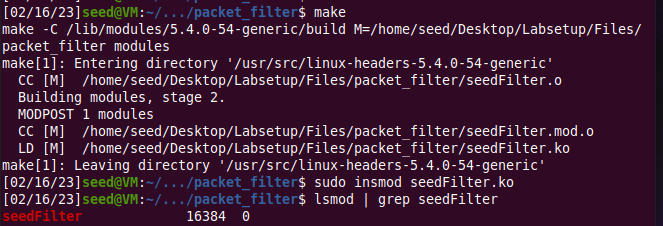 [02/16/23]seed@VM:~/.../packet_filter$ make
make -C /lib/modules/5.4.0-54-generic/build M=/home/seed/Desktop/Labsetup/Files/
packet_filter modules
make[1]: Entering directory '/usr/src/linux-headers-5.4.0-54-generic'
  CC [M]  /home/seed/Desktop/Labsetup/Files/packet_filter/seedFilter.o
  Building modules, stage 2.
  MODPOST 1 modules
  CC [M]  /home/seed/Desktop/Labsetup/Files/packet_filter/seedFilter.mod.o
  LD [M]  /home/seed/Desktop/Labsetup/Files/packet_filter/seedFilter.ko
make[1]: Leaving directory '/usr/src/linux-headers-5.4.0-54-generic'
[02/16/23]seed@VM:~/.../packet_filter$ sudo insmod seedFilter.ko
[02/16/23]seed@VM:~/.../packet_filter$ lsmod | grep seedFilter
seedFilter             16384  0